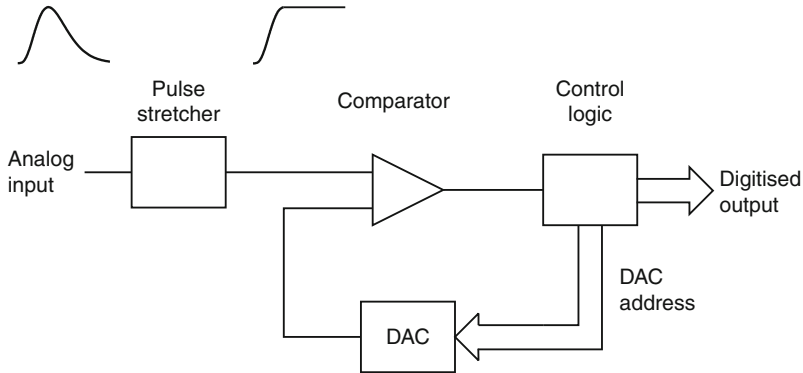 Pulse
stretcher
Comparator
Control
logic
Analog
input
Digitised
output
DAC
address
DAC